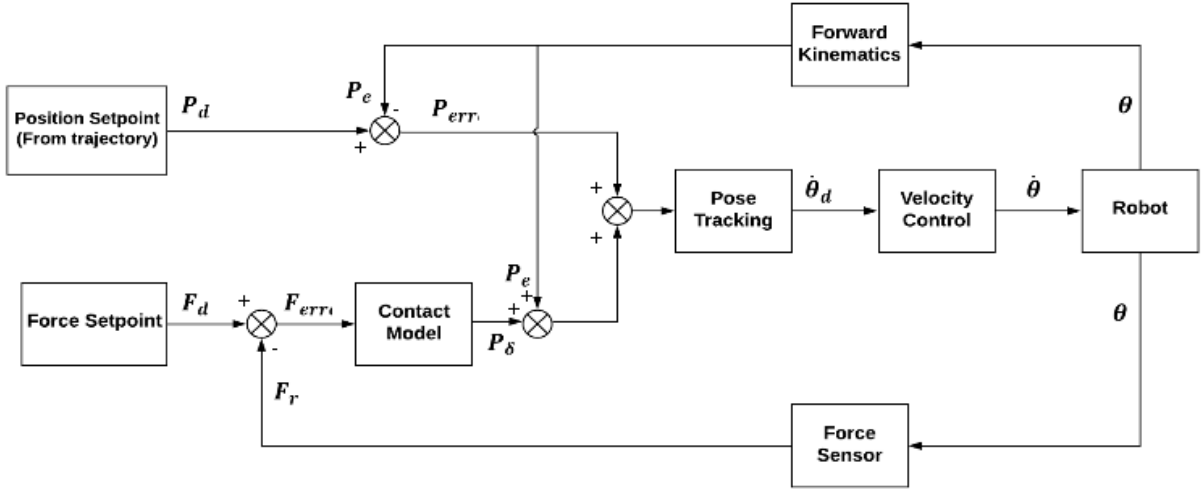 Forward
Kinematics
Position Setpoint
(From trajectory)
P_d
P_e
-
+
P_err
θ
Pose
Tracking
θ̇_d
Velocity
Control
θ̇
Robot
+
+
Force Setpoint
F_d
+
-
F_erre
Contact
Model
P_δ
P_e
+
+
θ
F_r
Force
Sensor